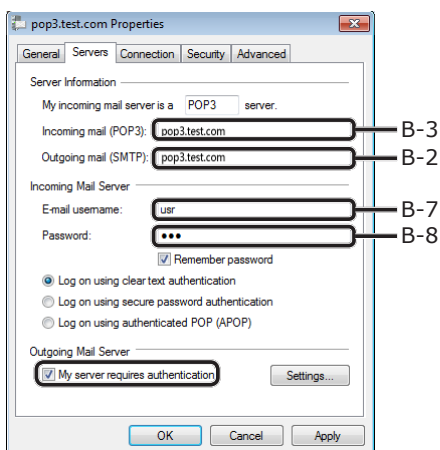 pop3.test.com Properties
General Servers Connection Security Advanced
Server Information
My incoming mail server is a POP3 server.
Incoming mail (POP3): pop3.test.com B-3
Outgoing mail (SMTP): pop3.test.com B-2
Incoming Mail Server
E-mail username: usr B-7
Password: ●●● B-8
Remember password
Log on using clear text authentication
Log on using secure password authentication
Log on using authenticated POP (APOP)
Outgoing Mail Server
My server requires authentication Settings...
OK Cancel Apply